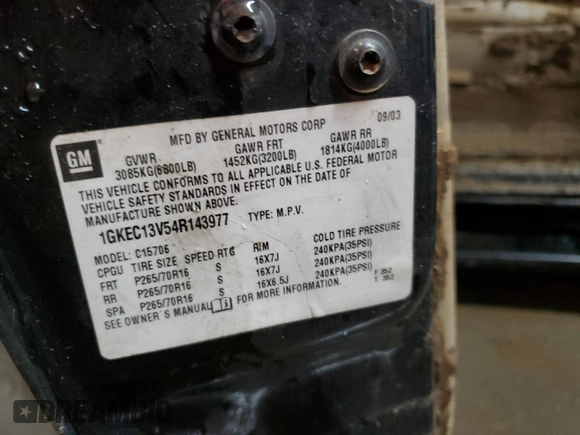 MFD BY GENERAL MOTORS CORP 09/03
GM
GVWR GAWR FRT GAWR RR
3085KG(6800LB) 1452KG(3200LB) 1814KG(4000LB)
THIS VEHICLE CONFORMS TO ALL APPLICABLE U.S. FEDERAL MOTOR
VEHICLE SAFETY STANDARDS IN EFFECT ON THE DATE OF
MANUFACTURE SHOWN ABOVE.
1GKEC13V54R143977 TYPE: M.P.V.
MODEL: C15706
CPGU TIRE SIZE SPEED RTG RIM COLD TIRE PRESSURE
FRT P265/70R16 S 16X7J 240KPA(35PSI)
RR P265/70R16 S 16X7J 240KPA(35PSI)
SPA P265/70R16 S 16X6.5J 240KPA(35PSI)
SEE OWNER'S MANUAL FOR MORE INFORMATION.
F 352
T 352
DREAMBID